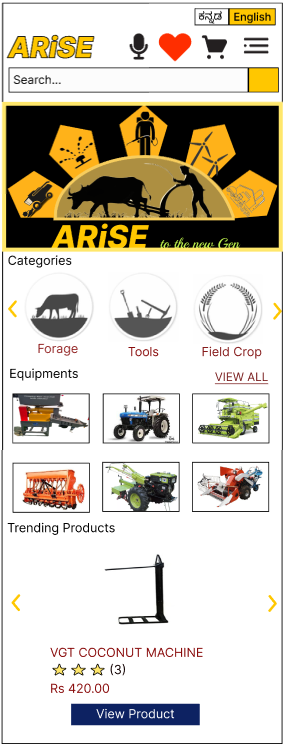 ಕನ್ನಡ English
ARiSE
Search...
ARiSE to the new Gen
Categories
Forage Tools Field Crop
Equipments VIEW ALL
Trending Products
VGT COCONUT MACHINE
(3)
Rs 420.00
View Product